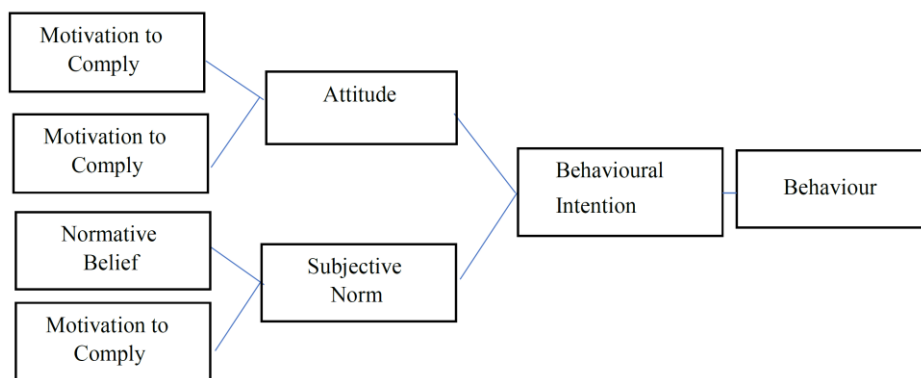 Motivation to
Comply
Attitude
Motivation to
Comply
Behavioural
Intention
Behaviour
Normative
Belief
Subjective
Norm
Motivation to
Comply